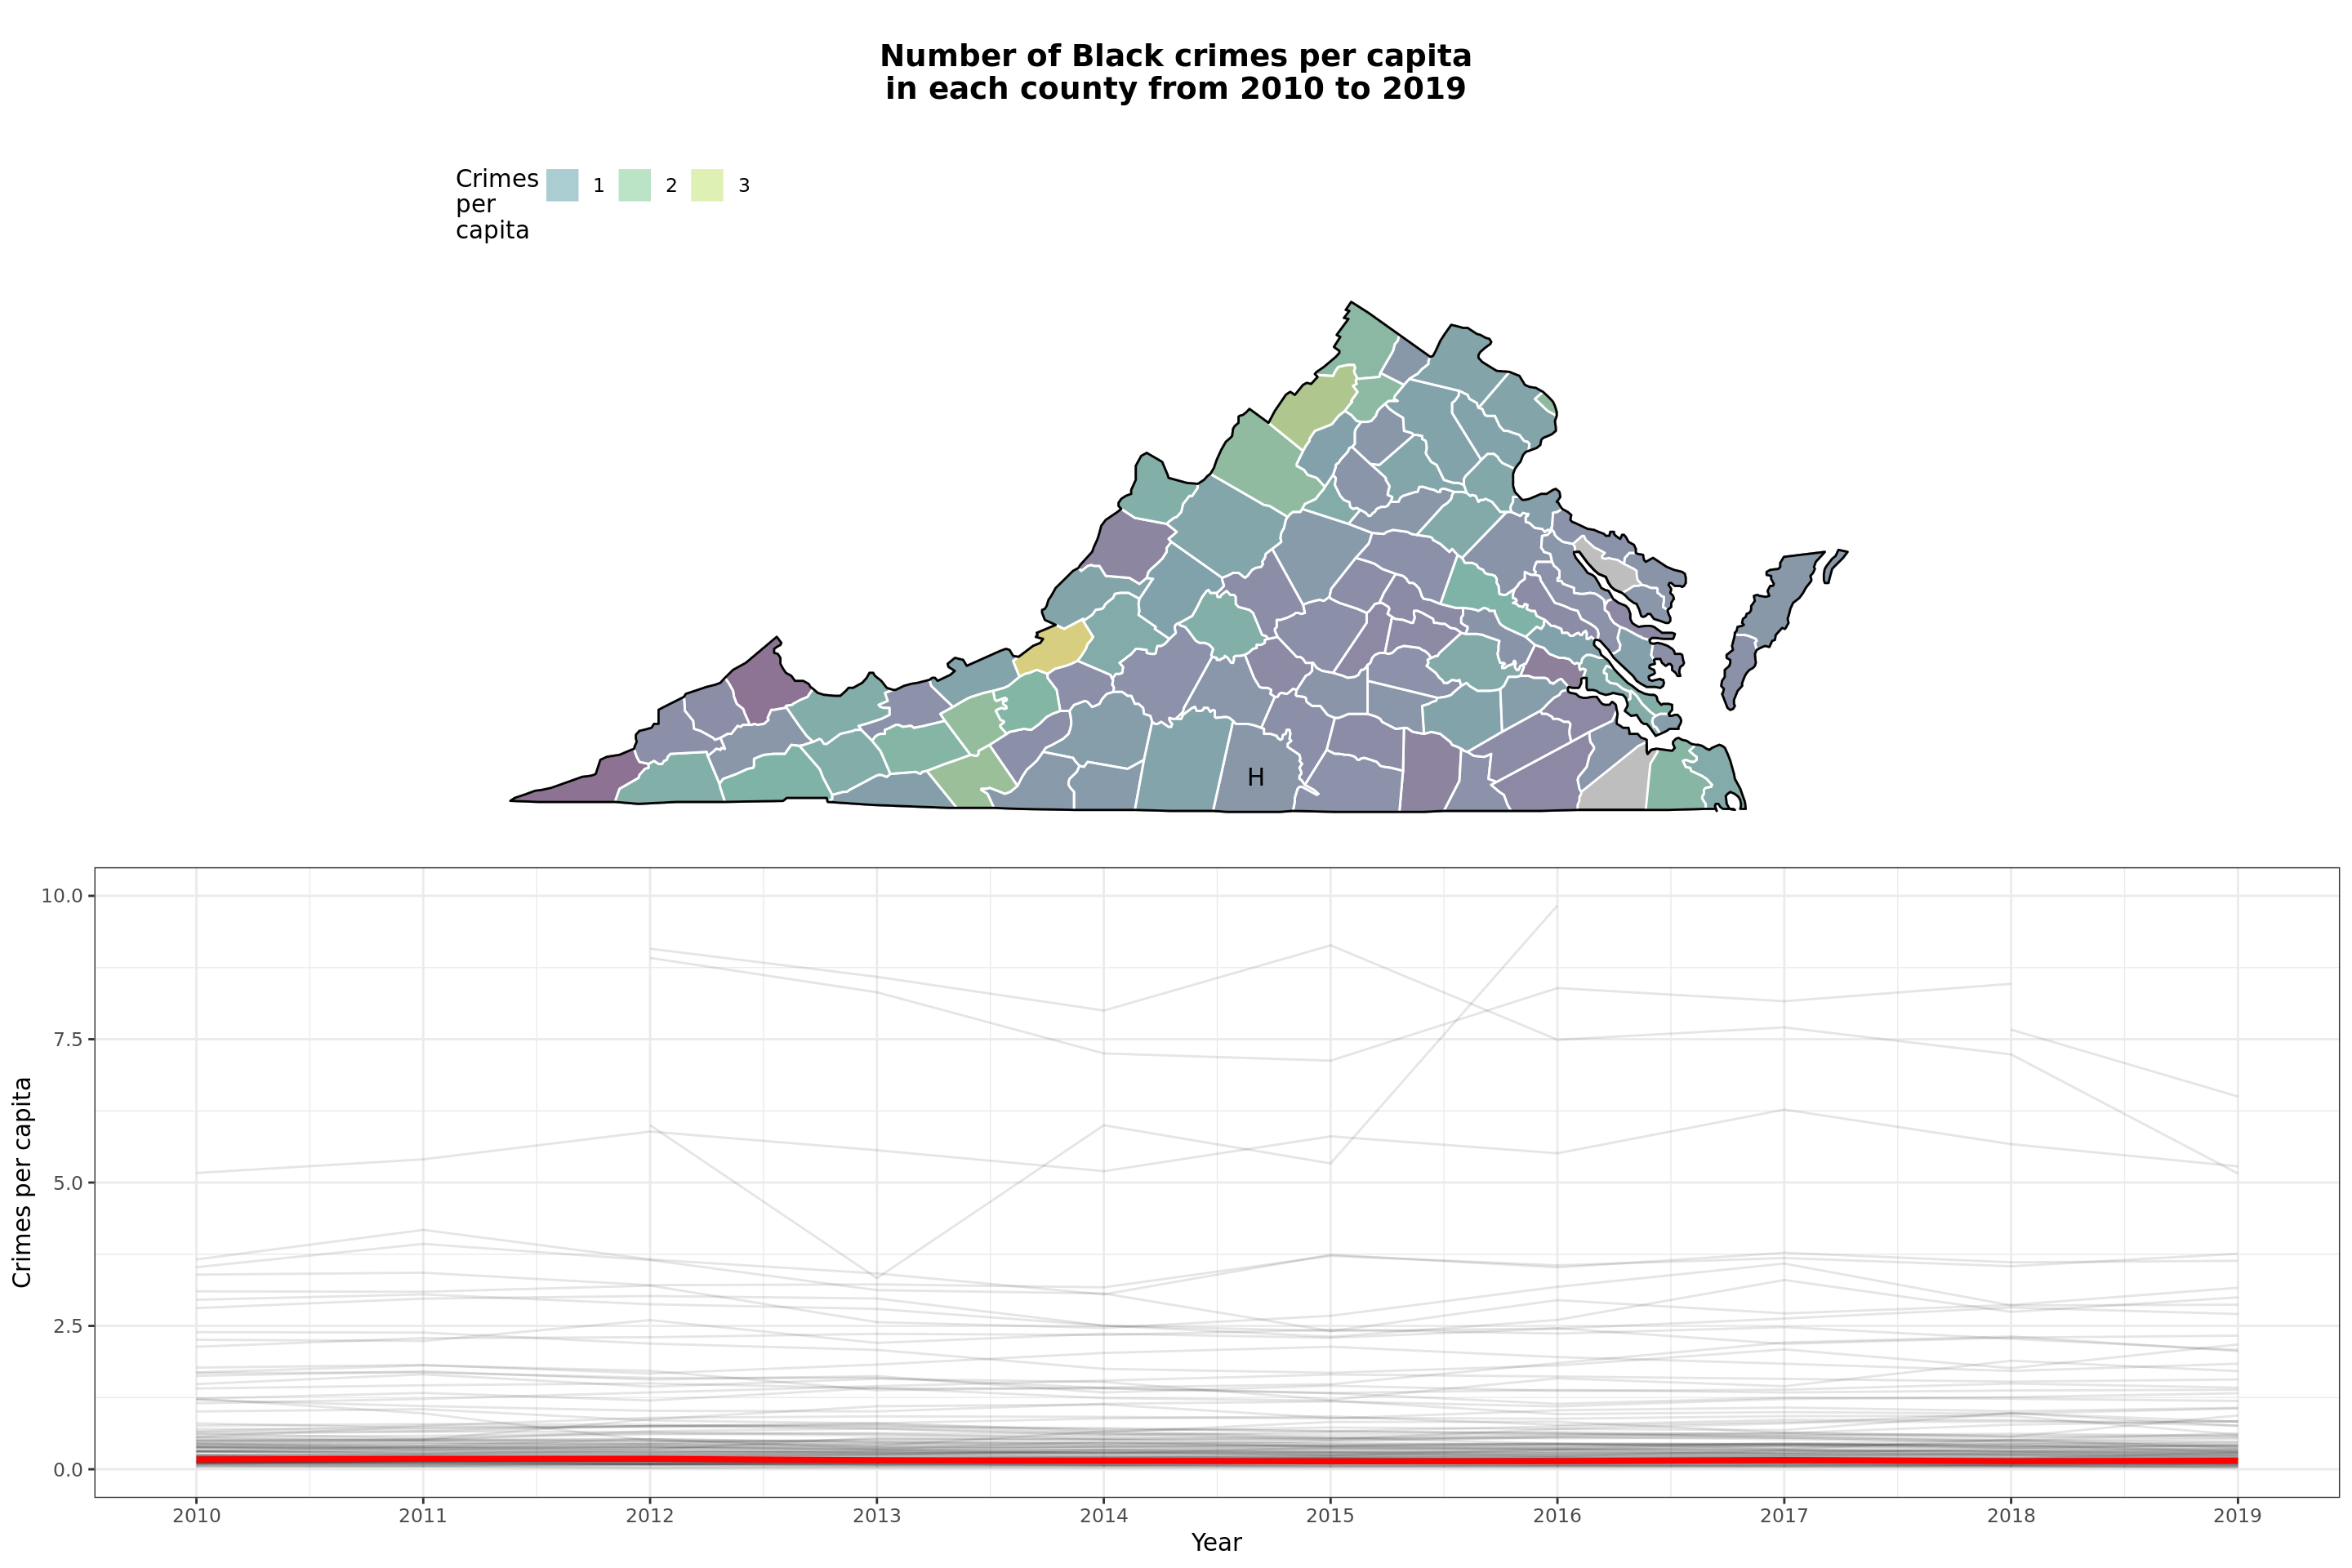 Number of Black crimes per capita
in each county from 2010 to 2019
Crimes
per
capita
1 2 3
H
10.0
7.5
5.0
2.5
0.0
Crimes per capita
2010 2011 2012 2013 2014 2015 2016 2017 2018 2019
Year